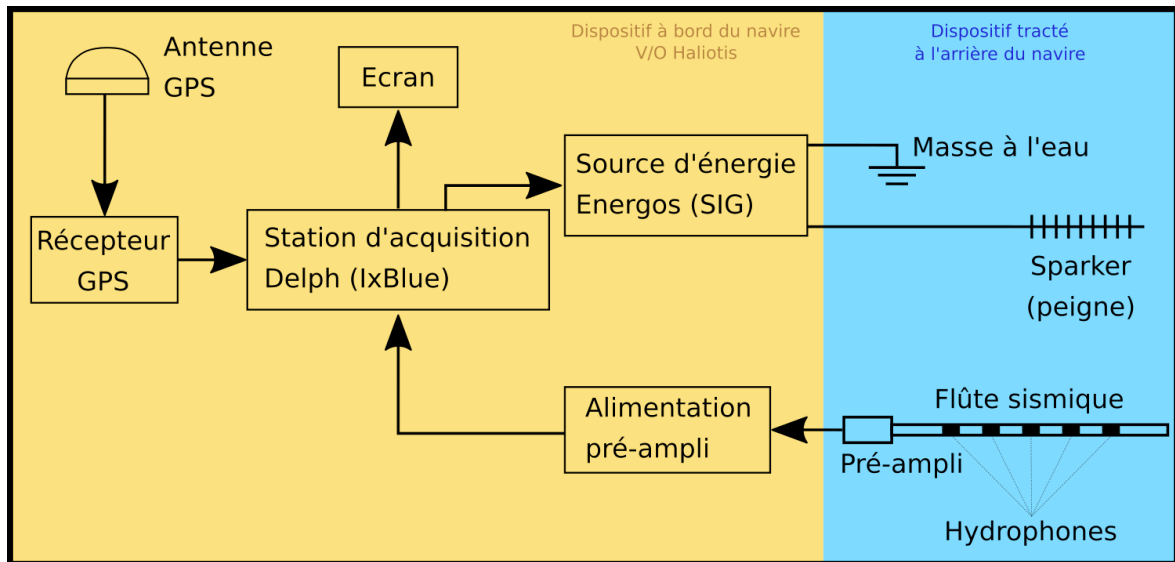 Antenne
GPS
Ecran
Dispositif à bord du navire
V/O Haliotis
Dispositif tracté
à l'arrière du navire
Source d'énergie
Energos (SIG)
Masse à l'eau
Récepteur
GPS
Station d'acquisition
Delph (IxBlue)
Sparker
(peigne)
Alimentation
pré-ampli
Flûte sismique
Pré-ampli
Hydrophones